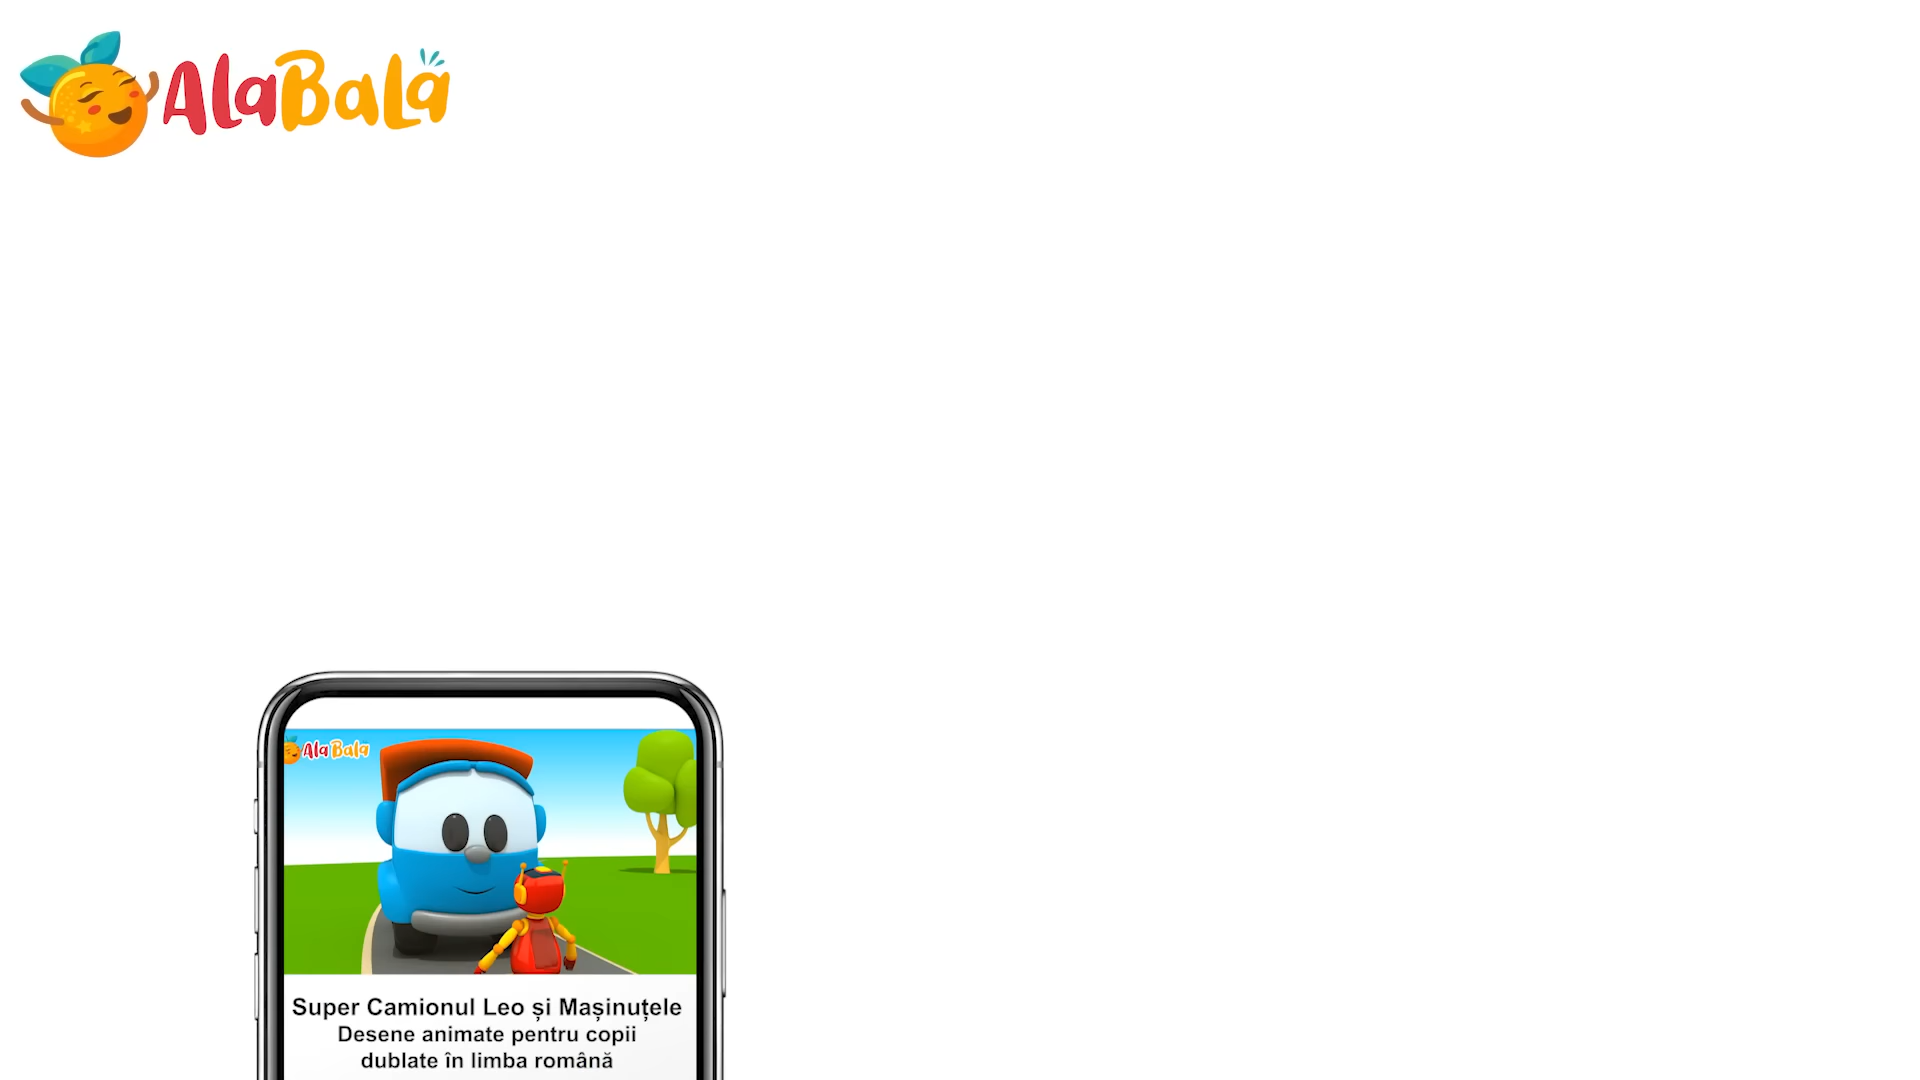 AlaBala
AlaBala
Super Camionul Leo și Mașinuțele
Desene animate pentru copii
dublate în limba română